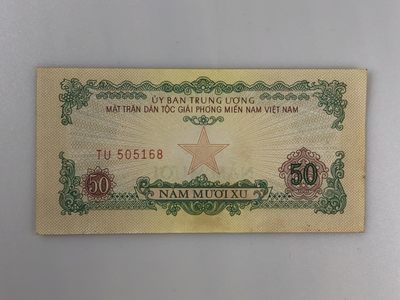 ỦY BAN TRUNG ƯƠNG
MẶT TRẬN DÂN TỘC GIẢI PHÓNG MIỀN NAM VIỆT NAM
TU 505168
50
50
NĂM MƯƠI XU